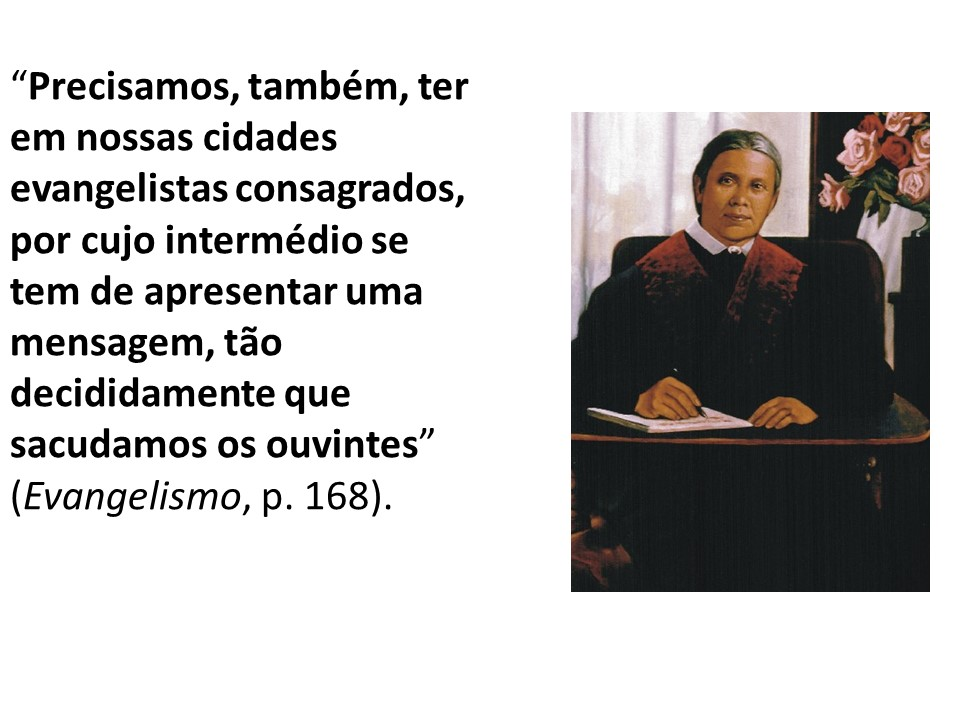 “Precisamos, também, ter
em nossas cidades
evangelistas consagrados,
por cujo intermédio se
tem de apresentar uma
mensagem, tão
decididamente que
sacudamos os ouvintes”
(Evangelismo, p. 168).